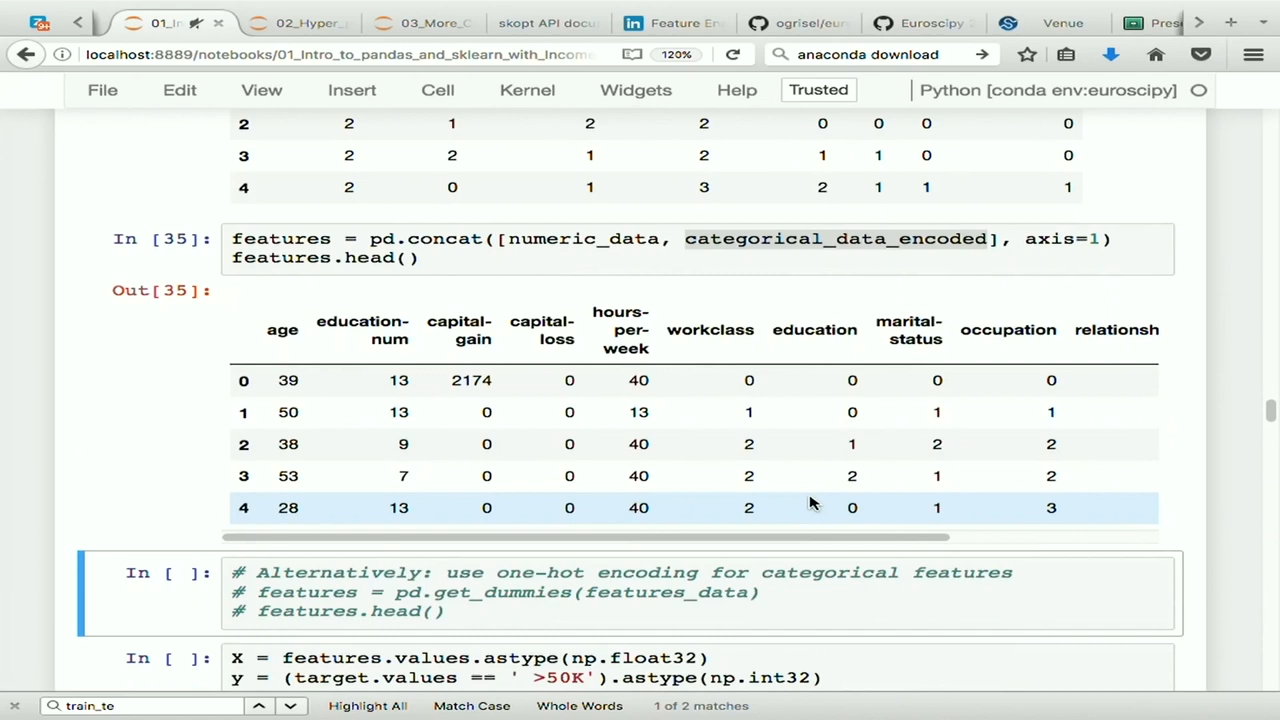 01_In
02_Hyper_
03_More_C
skopt API docu
Feature En
ogrisel/eur
Euroscipy
Venue
Pres
localhost:8889/notebooks/01_Intro_to_pandas_and_sklearn_with_Incom
120%
anaconda download
File Edit View Insert Cell Kernel Widgets Help Trusted Python [conda env:euroscipy]
2 2 1 2 2 0 0 0 0
3 2 2 1 2 1 1 0 0
4 2 0 1 3 2 1 1 1
In [35]: features = pd.concat([numeric_data, categorical_data_encoded], axis=1)
features.head()
Out[35]:
age education-num capital-gain capital-loss hours-per-week workclass education marital-status occupation relationsh
0 39 13 2174 0 40 0 0 0 0
1 50 13 0 0 13 1 0 1 1
2 38 9 0 0 40 2 1 2 2
3 53 7 0 0 40 2 2 1 2
4 28 13 0 0 40 2 0 1 3
In [ ]: # Alternatively: use one-hot encoding for categorical features
# features = pd.get_dummies(features_data)
# features.head()
In [ ]: X = features.values.astype(np.float32)
y = (target.values == ' >50K').astype(np.int32)
train_te Highlight All Match Case Whole Words 1 of 2 matches